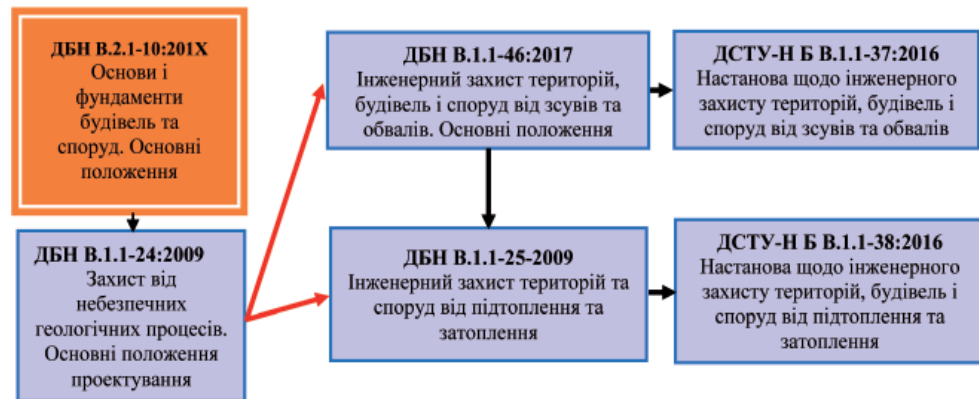 ДБН В.2.1-10:201X
Основи і
фундаменти
будівель та
споруд. Основні
положення
ДБН В.1.1-24:2009
Захист від
небезпечних
геологічних процесів.
Основні положення
проектування
ДБН В.1.1-46:2017
Інженерний захист територій,
будівель і споруд від зсувів та
обвалів. Основні положення
ДБН В.1.1-25-2009
Інженерний захист територій та
споруд від підтоплення та
затоплення
ДСТУ-Н Б В.1.1-37:2016
Настанова щодо інженерного
захисту територій, будівель і
споруд від зсувів та обвалів
ДСТУ-Н Б В.1.1-38:2016
Настанова щодо інженерного
захисту територій, будівель і
споруд від підтоплення та
затоплення